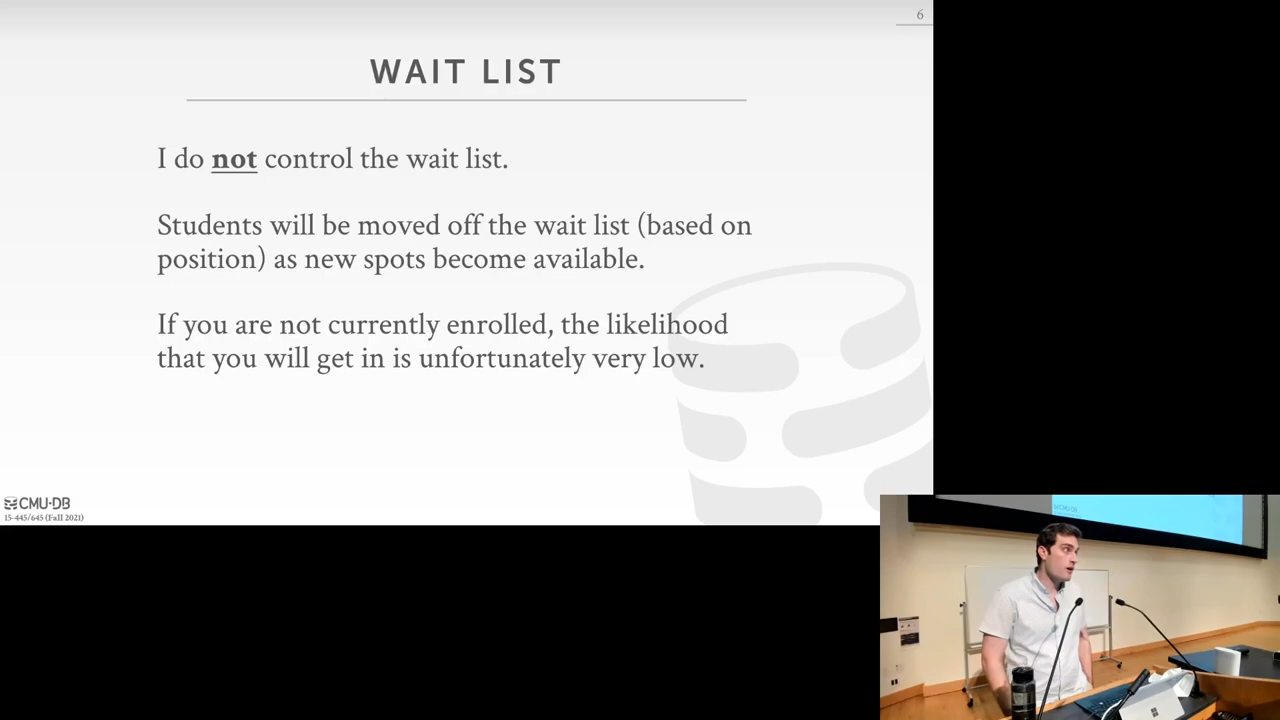 6
WAIT LIST
I do not control the wait list.
Students will be moved off the wait list (based on
position) as new spots become available.
If you are not currently enrolled, the likelihood
that you will get in is unfortunately very low.
CMU·DB
15-445/645 (Fall 2021)